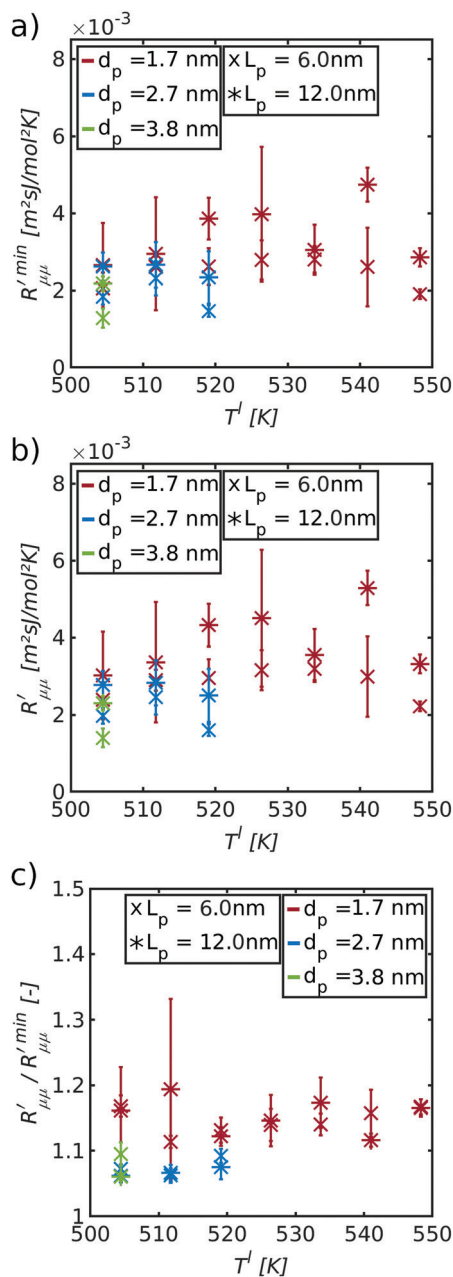 a)
×10⁻³
d_p =1.7 nm
d_p =2.7 nm
d_p =3.8 nm
×L_p = 6.0nm
∗L_p = 12.0nm
8
6
4
2
0
R'_μμ^min [m²sJ/mol²K]
500 510 520 530 540 550
T^l [K]
b)
×10⁻³
d_p =1.7 nm
d_p =2.7 nm
d_p =3.8 nm
×L_p = 6.0nm
∗L_p = 12.0nm
8
6
4
2
0
R'_μμ [m²sJ/mol²K]
500 510 520 530 540 550
T^l [K]
c)
×L_p = 6.0nm
∗L_p = 12.0nm
d_p =1.7 nm
d_p =2.7 nm
d_p =3.8 nm
1.5
1.4
1.3
1.2
1.1
1
R'_μμ / R'_μμ^min [-]
500 510 520 530 540 550
T^l [K]